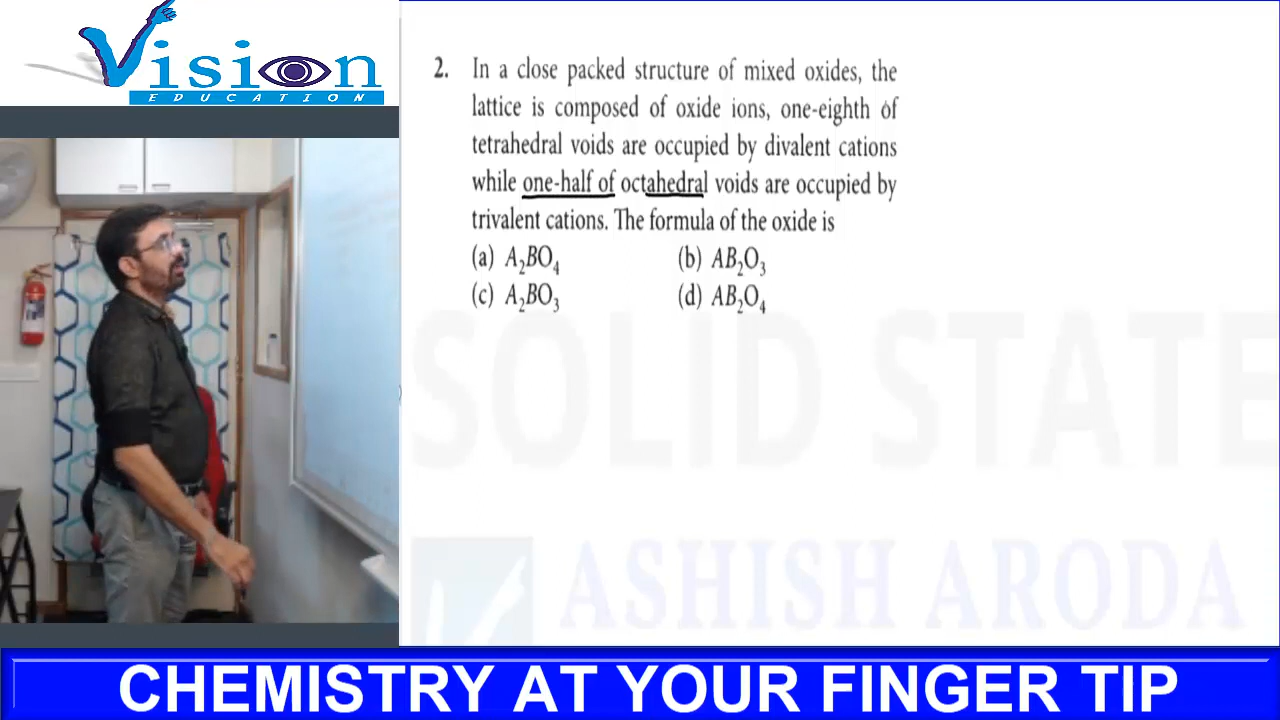 Vision
EDUCATION
2. In a close packed structure of mixed oxides, the
lattice is composed of oxide ions, one-eighth of
tetrahedral voids are occupied by divalent cations
while one-half of octahedral voids are occupied by
trivalent cations. The formula of the oxide is
(a) A₂BO₄ (b) AB₂O₃
(c) A₂BO₃ (d) AB₂O₄
SOLID STATE
ASHISH ARODA
CHEMISTRY AT YOUR FINGER TIP